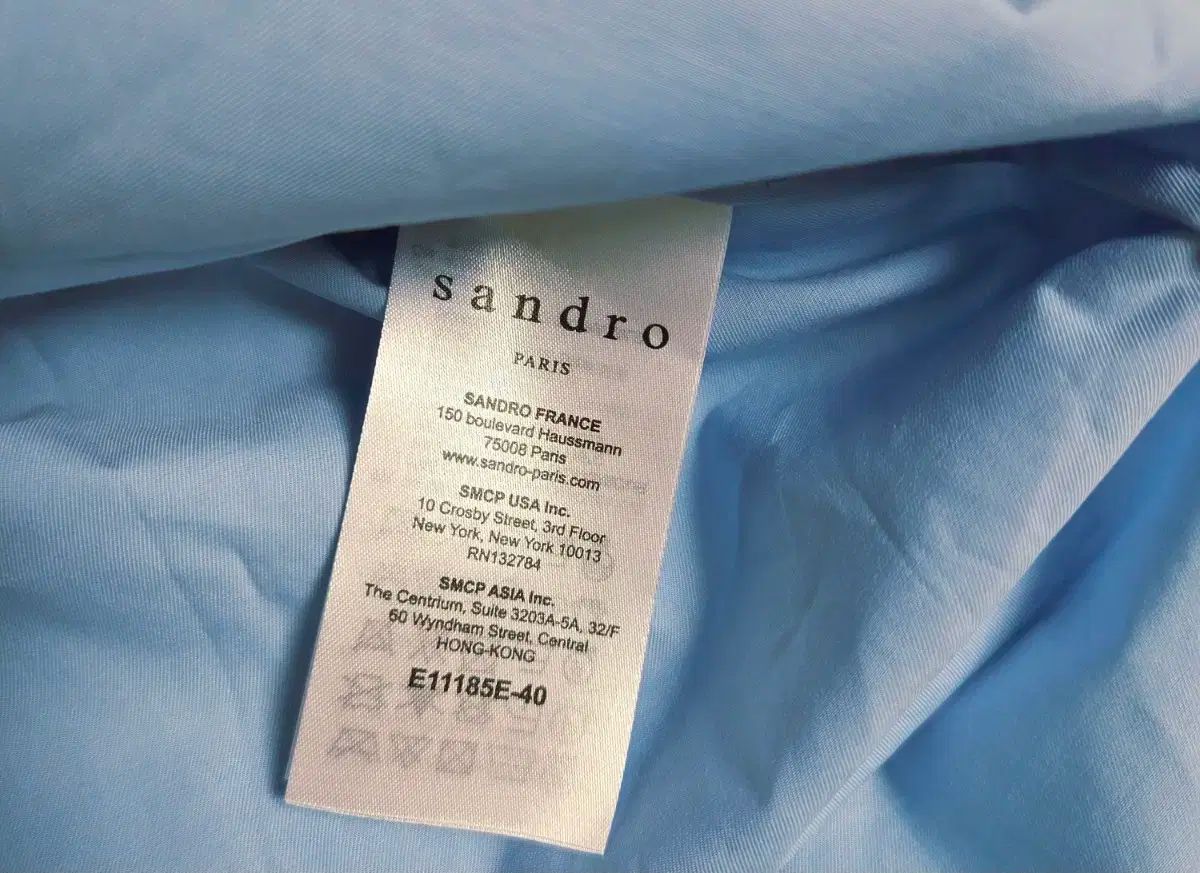 sandro
PARIS
SANDRO FRANCE
150 boulevard Haussmann
75008 Paris
www.sandro-paris.com
SMCP USA Inc.
10 Crosby Street, 3rd Floor
New York, New York 10013
RN132784
SMCP ASIA Inc.
The Centrium, Suite 3203A-5A, 32/F
60 Wyndham Street, Central
HONG-KONG
E11185E-40